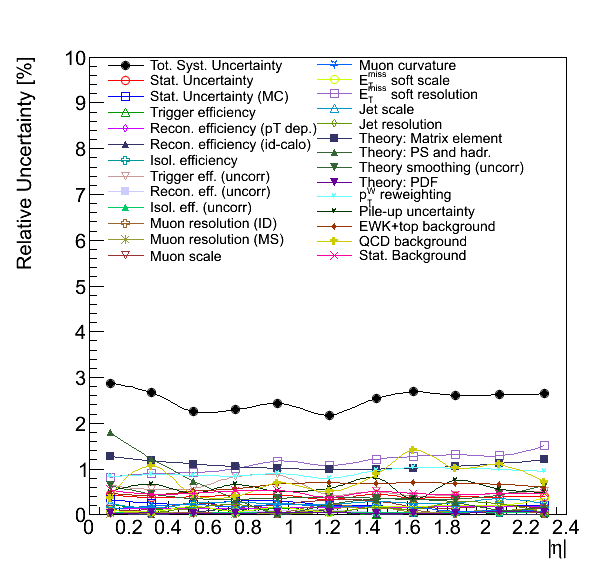 Relative Uncertainty [%]
10
9
8
7
6
5
4
3
2
1
0
Tot. Syst. Uncertainty
Stat. Uncertainty
Stat. Uncertainty (MC)
Trigger efficiency
Recon. efficiency (pT dep.)
Recon. efficiency (id-calo)
Isol. efficiency
Trigger eff. (uncorr)
Recon. eff. (uncorr)
Isol. eff. (uncorr)
Muon resolution (ID)
Muon resolution (MS)
Muon scale
Muon curvature
E_T^miss soft scale
E_T^miss soft resolution
Jet scale
Jet resolution
Theory: Matrix element
Theory: PS and hadr.
Theory smoothing (uncorr)
Theory: PDF
p_T^W reweighting
Pile-up uncertainty
EWK+top background
QCD background
Stat. Background
0 0.2 0.4 0.6 0.8 1 1.2 1.4 1.6 1.8 2 2.2 2.4
|η|